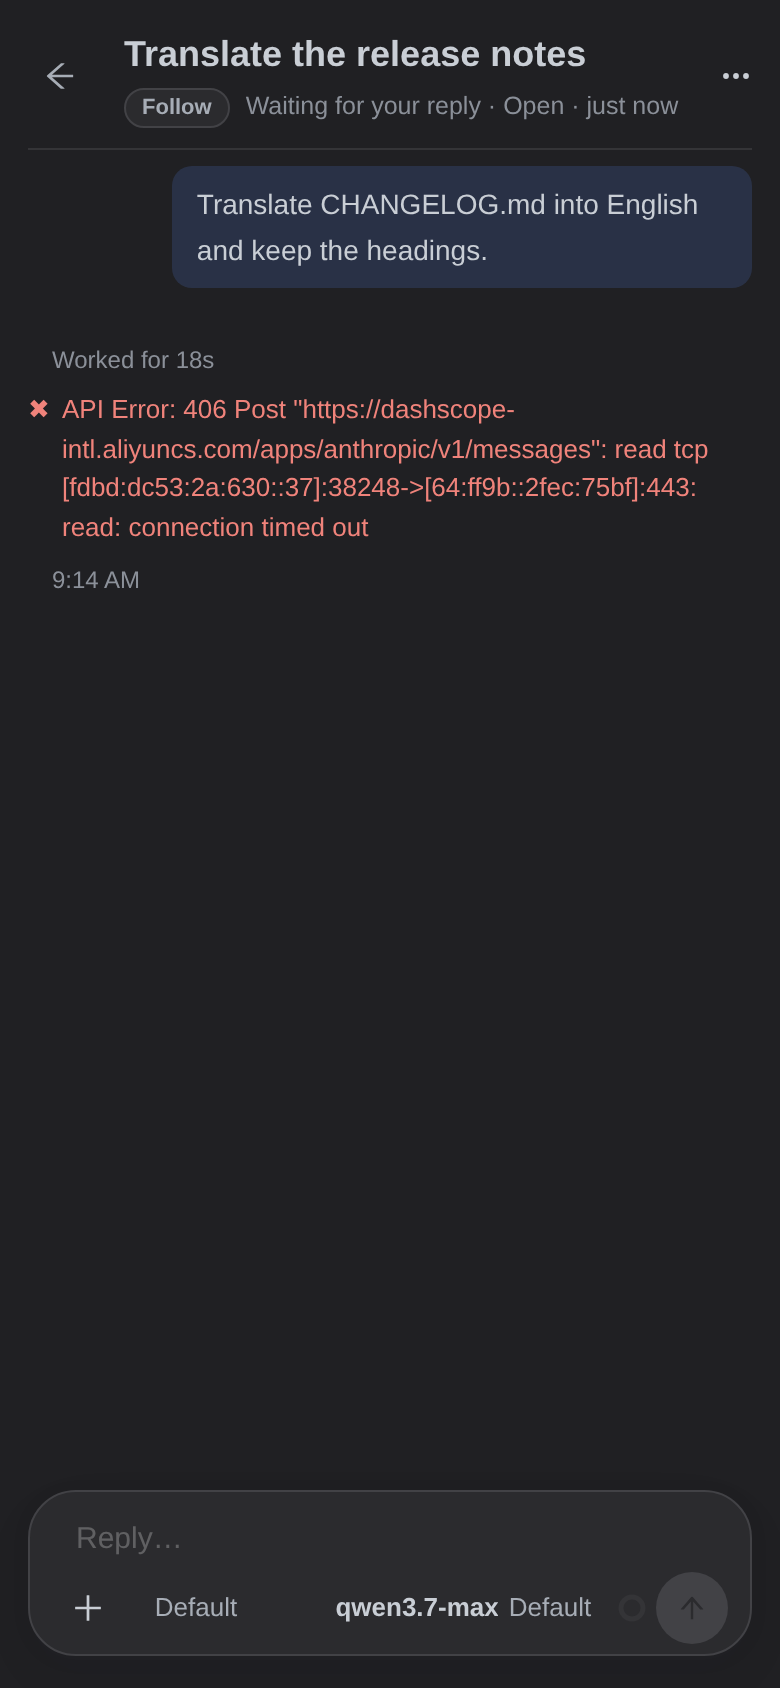 Translate the release notes
Follow Waiting for your reply · Open · just now
Translate CHANGELOG.md into English
and keep the headings.
Worked for 18s
✖ API Error: 406 Post "https://dashscope-
intl.aliyuncs.com/apps/anthropic/v1/messages": read tcp
[fdbd:dc53:2a:630::37]:38248->[64:ff9b::2fec:75bf]:443:
read: connection timed out
9:14 AM
Reply…
Default qwen3.7-max Default